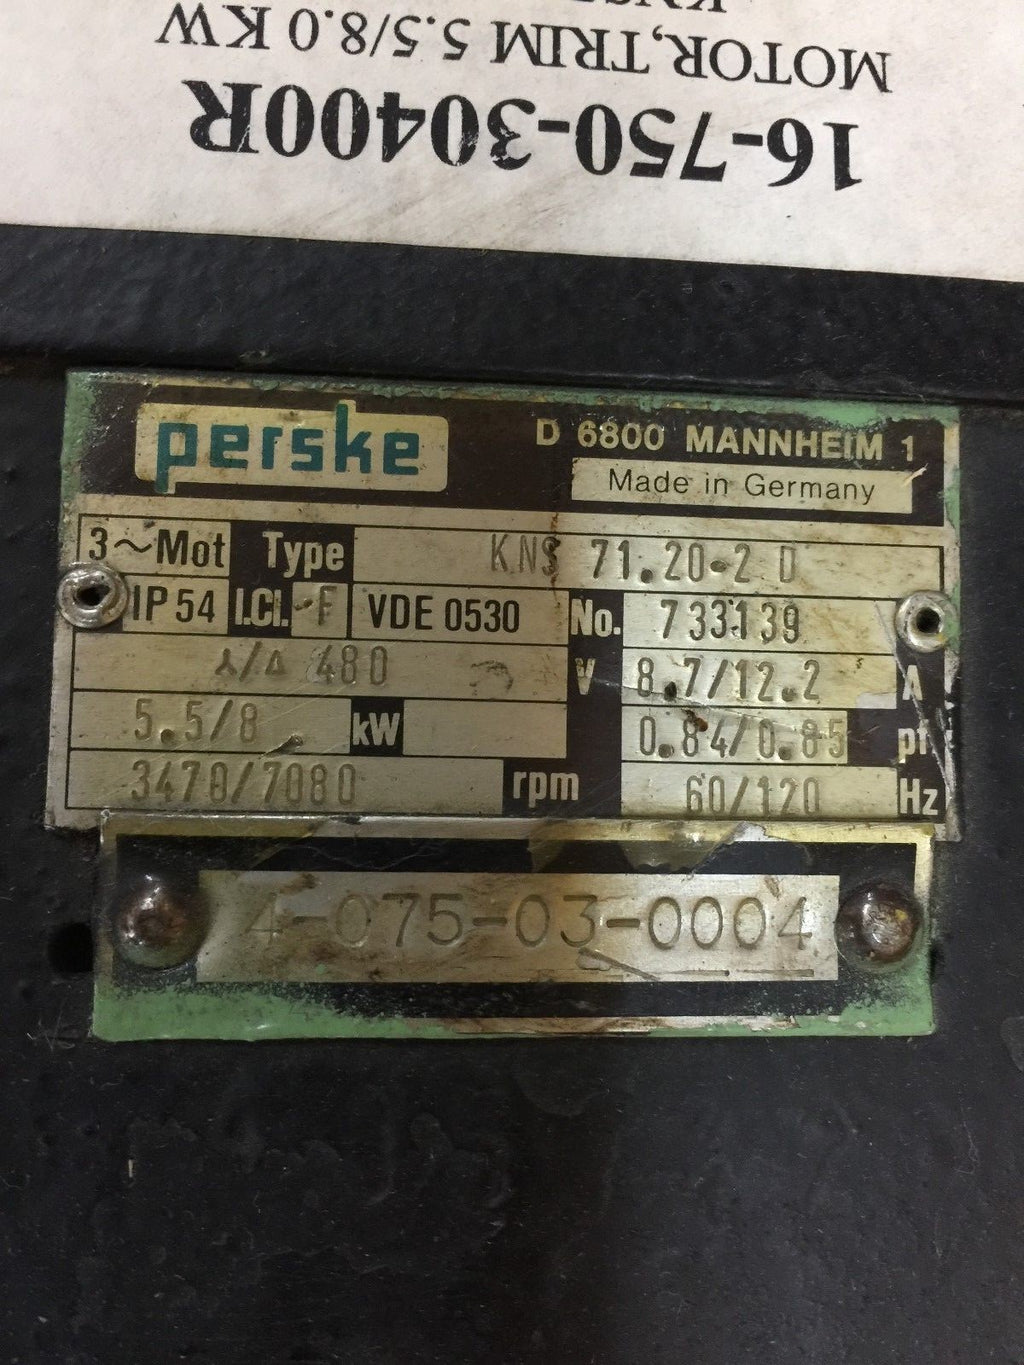 16-750-30400R
MOTOR,TRIM 5.5/8.0 KW
perske
D 6800 MANNHEIM 1
Made in Germany
3~Mot Type KNS 71.20-2 D
IP 54 I.Cl. F VDE 0530 No. 733139
⅄/Δ 480 V 8.7/12.2 A
5.5/8 kW 0.84/0.85 pf
3470/7080 rpm 60/120 Hz
4-075-03-0004